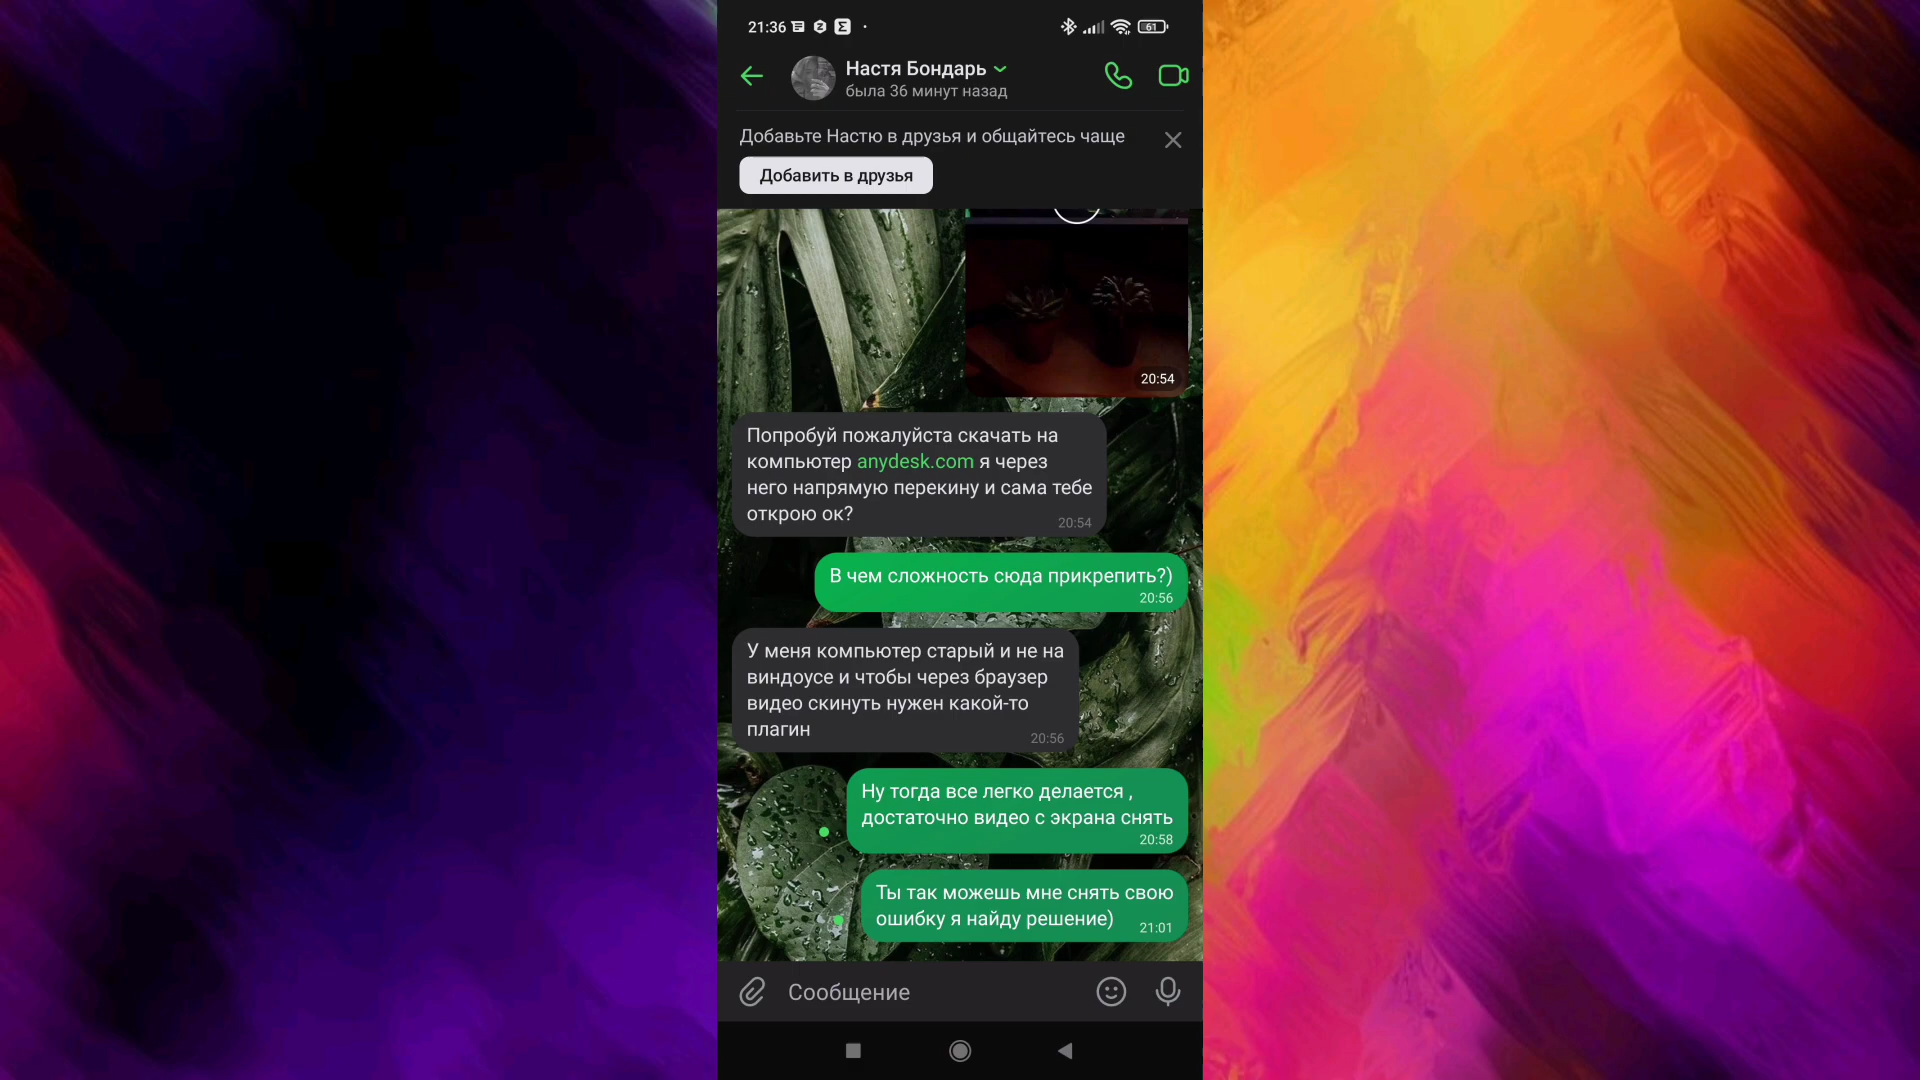 21:36
61
Настя Бондарь
была 36 минут назад
Добавьте Настю в друзья и общайтесь чаще
Добавить в друзья
20:54
Попробуй пожалуйста скачать на
компьютер anydesk.com я через
него напрямую перекину и сама тебе
открою ок?
20:54
В чем сложность сюда прикрепить?)
20:56
У меня компьютер старый и не на
виндоусе и чтобы через браузер
видео скинуть нужен какой-то
плагин
20:56
Ну тогда все легко делается ,
достаточно видео с экрана снять
20:58
Ты так можешь мне снять свою
ошибку я найду решение)
21:01
Сообщение